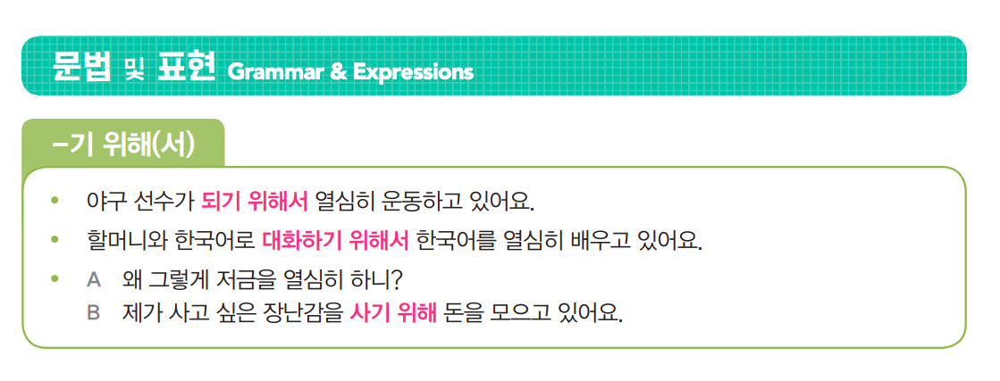 문법 및 표현 Grammar & Expressions
-기 위해(서)
• 야구 선수가 되기 위해서 열심히 운동하고 있어요.
• 할머니와 한국어로 대화하기 위해서 한국어를 열심히 배우고 있어요.
• A 왜 그렇게 저금을 열심히 하니?
B 제가 사고 싶은 장난감을 사기 위해 돈을 모으고 있어요.